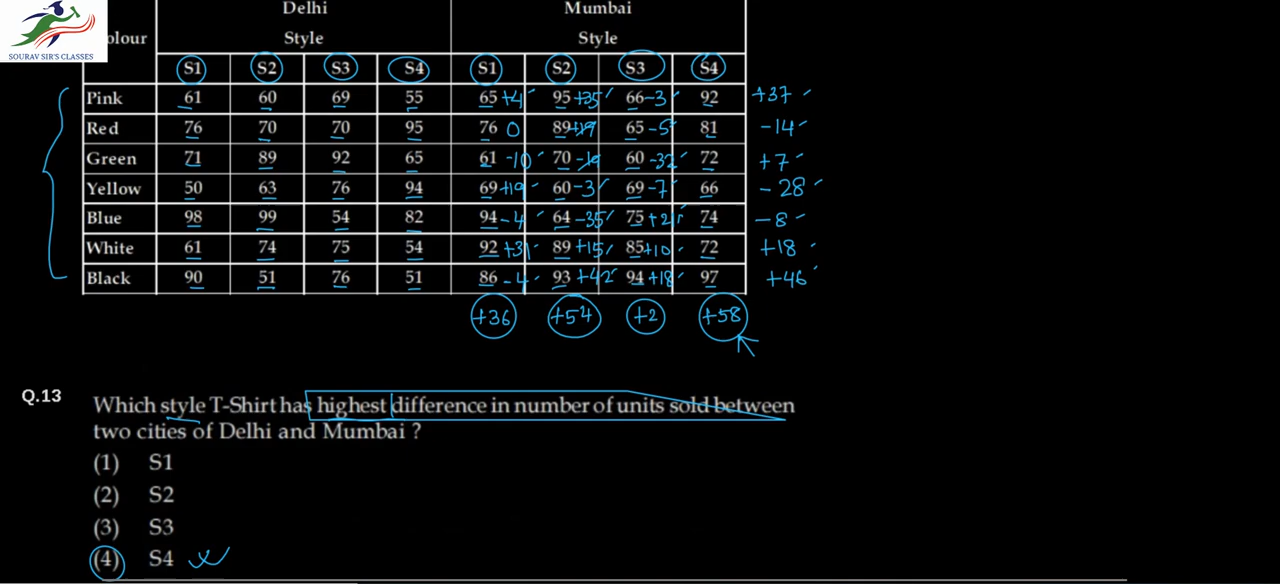 Delhi Mumbai
Colour Style Style
SOURAV SIR'S CLASSES
S1 S2 S3 S4 S1 S2 S3 S4
Pink 61 60 69 55 65 +4 95 +35 66 -3 92 +37
Red 76 70 70 95 76 0 89 +19 65 -5 81 -14
Green 71 89 92 65 61 -10 70 -19 60 -32 72 +7
Yellow 50 63 76 94 69 +19 60 -3 69 -7 66 -28
Blue 98 99 54 82 94 -4 64 -35 75 +21 74 -8
White 61 74 75 54 92 +31 89 +15 85 +10 72 +18
Black 90 51 76 51 86 -4 93 +42 94 +18 97 +46
+36 +54 +2 +58
Q.13
Which style T-Shirt has highest difference in number of units sold between
two cities of Delhi and Mumbai ?
(1) S1
(2) S2
(3) S3
(4) S4